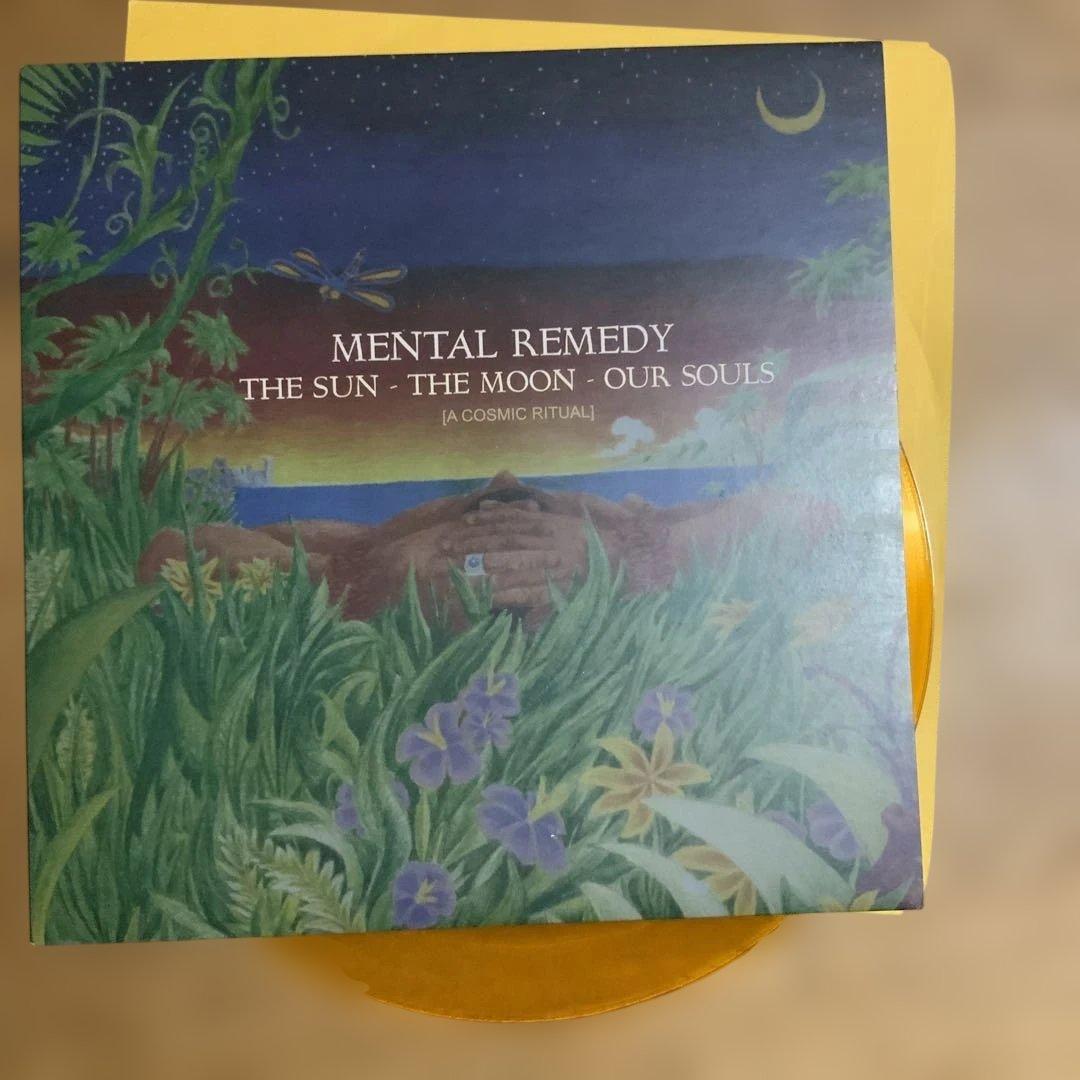 MENTAL REMEDY
THE SUN - THE MOON - OUR SOULS
[A COSMIC RITUAL]